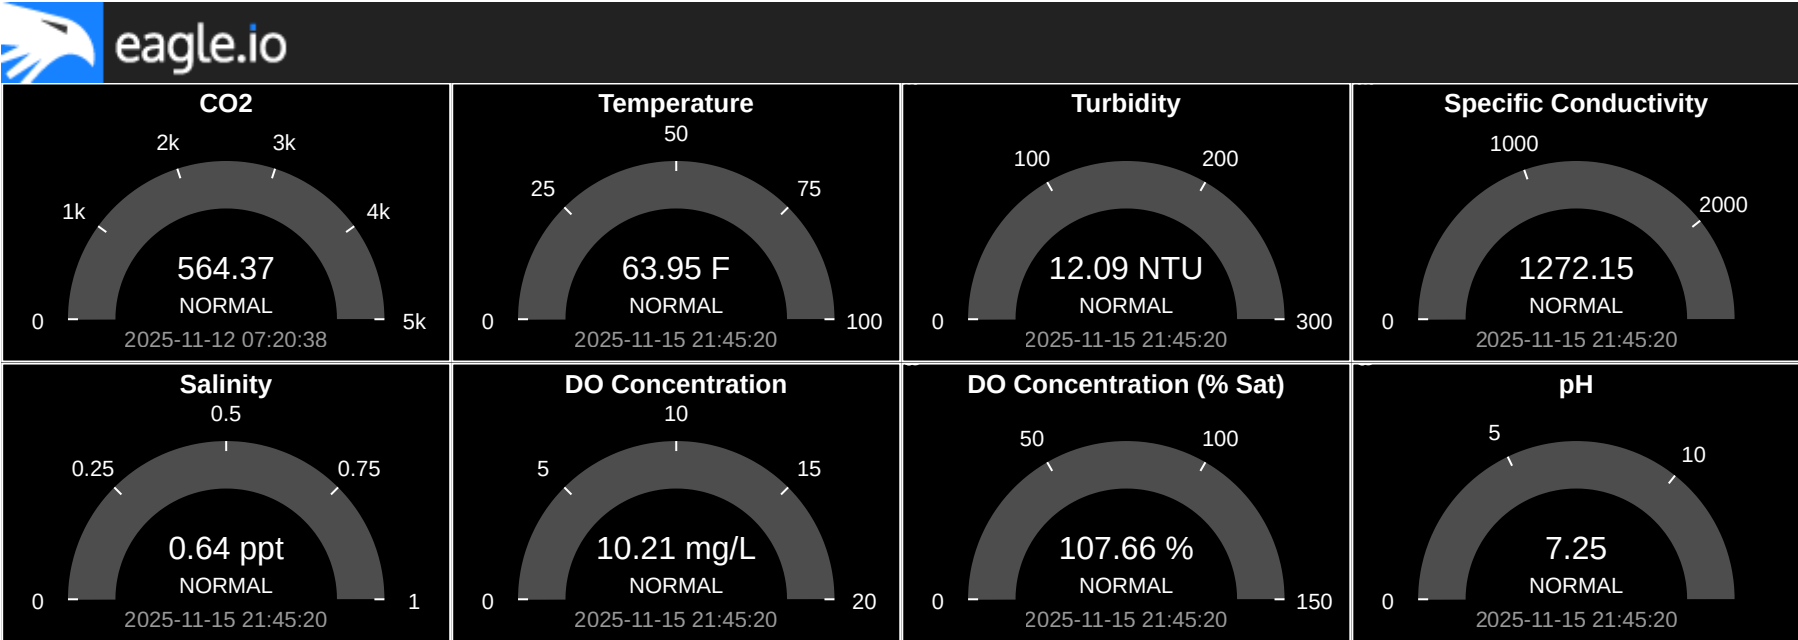 eagle.io
CO2
2k 3k
1k 4k
564.37
NORMAL
0 5k
2025-11-12 07:20:38
Temperature
50
25 75
63.95 F
NORMAL
0 100
2025-11-15 21:45:20
Turbidity
100 200
12.09 NTU
NORMAL
0 300
2025-11-15 21:45:20
Specific Conductivity
1000
2000
1272.15
NORMAL
0
2025-11-15 21:45:20
Salinity
0.5
0.25 0.75
0.64 ppt
NORMAL
0 1
2025-11-15 21:45:20
DO Concentration
10
5 15
10.21 mg/L
NORMAL
0 20
2025-11-15 21:45:20
DO Concentration (% Sat)
50 100
107.66 %
NORMAL
0 150
2025-11-15 21:45:20
pH
5
10
7.25
NORMAL
0
2025-11-15 21:45:20